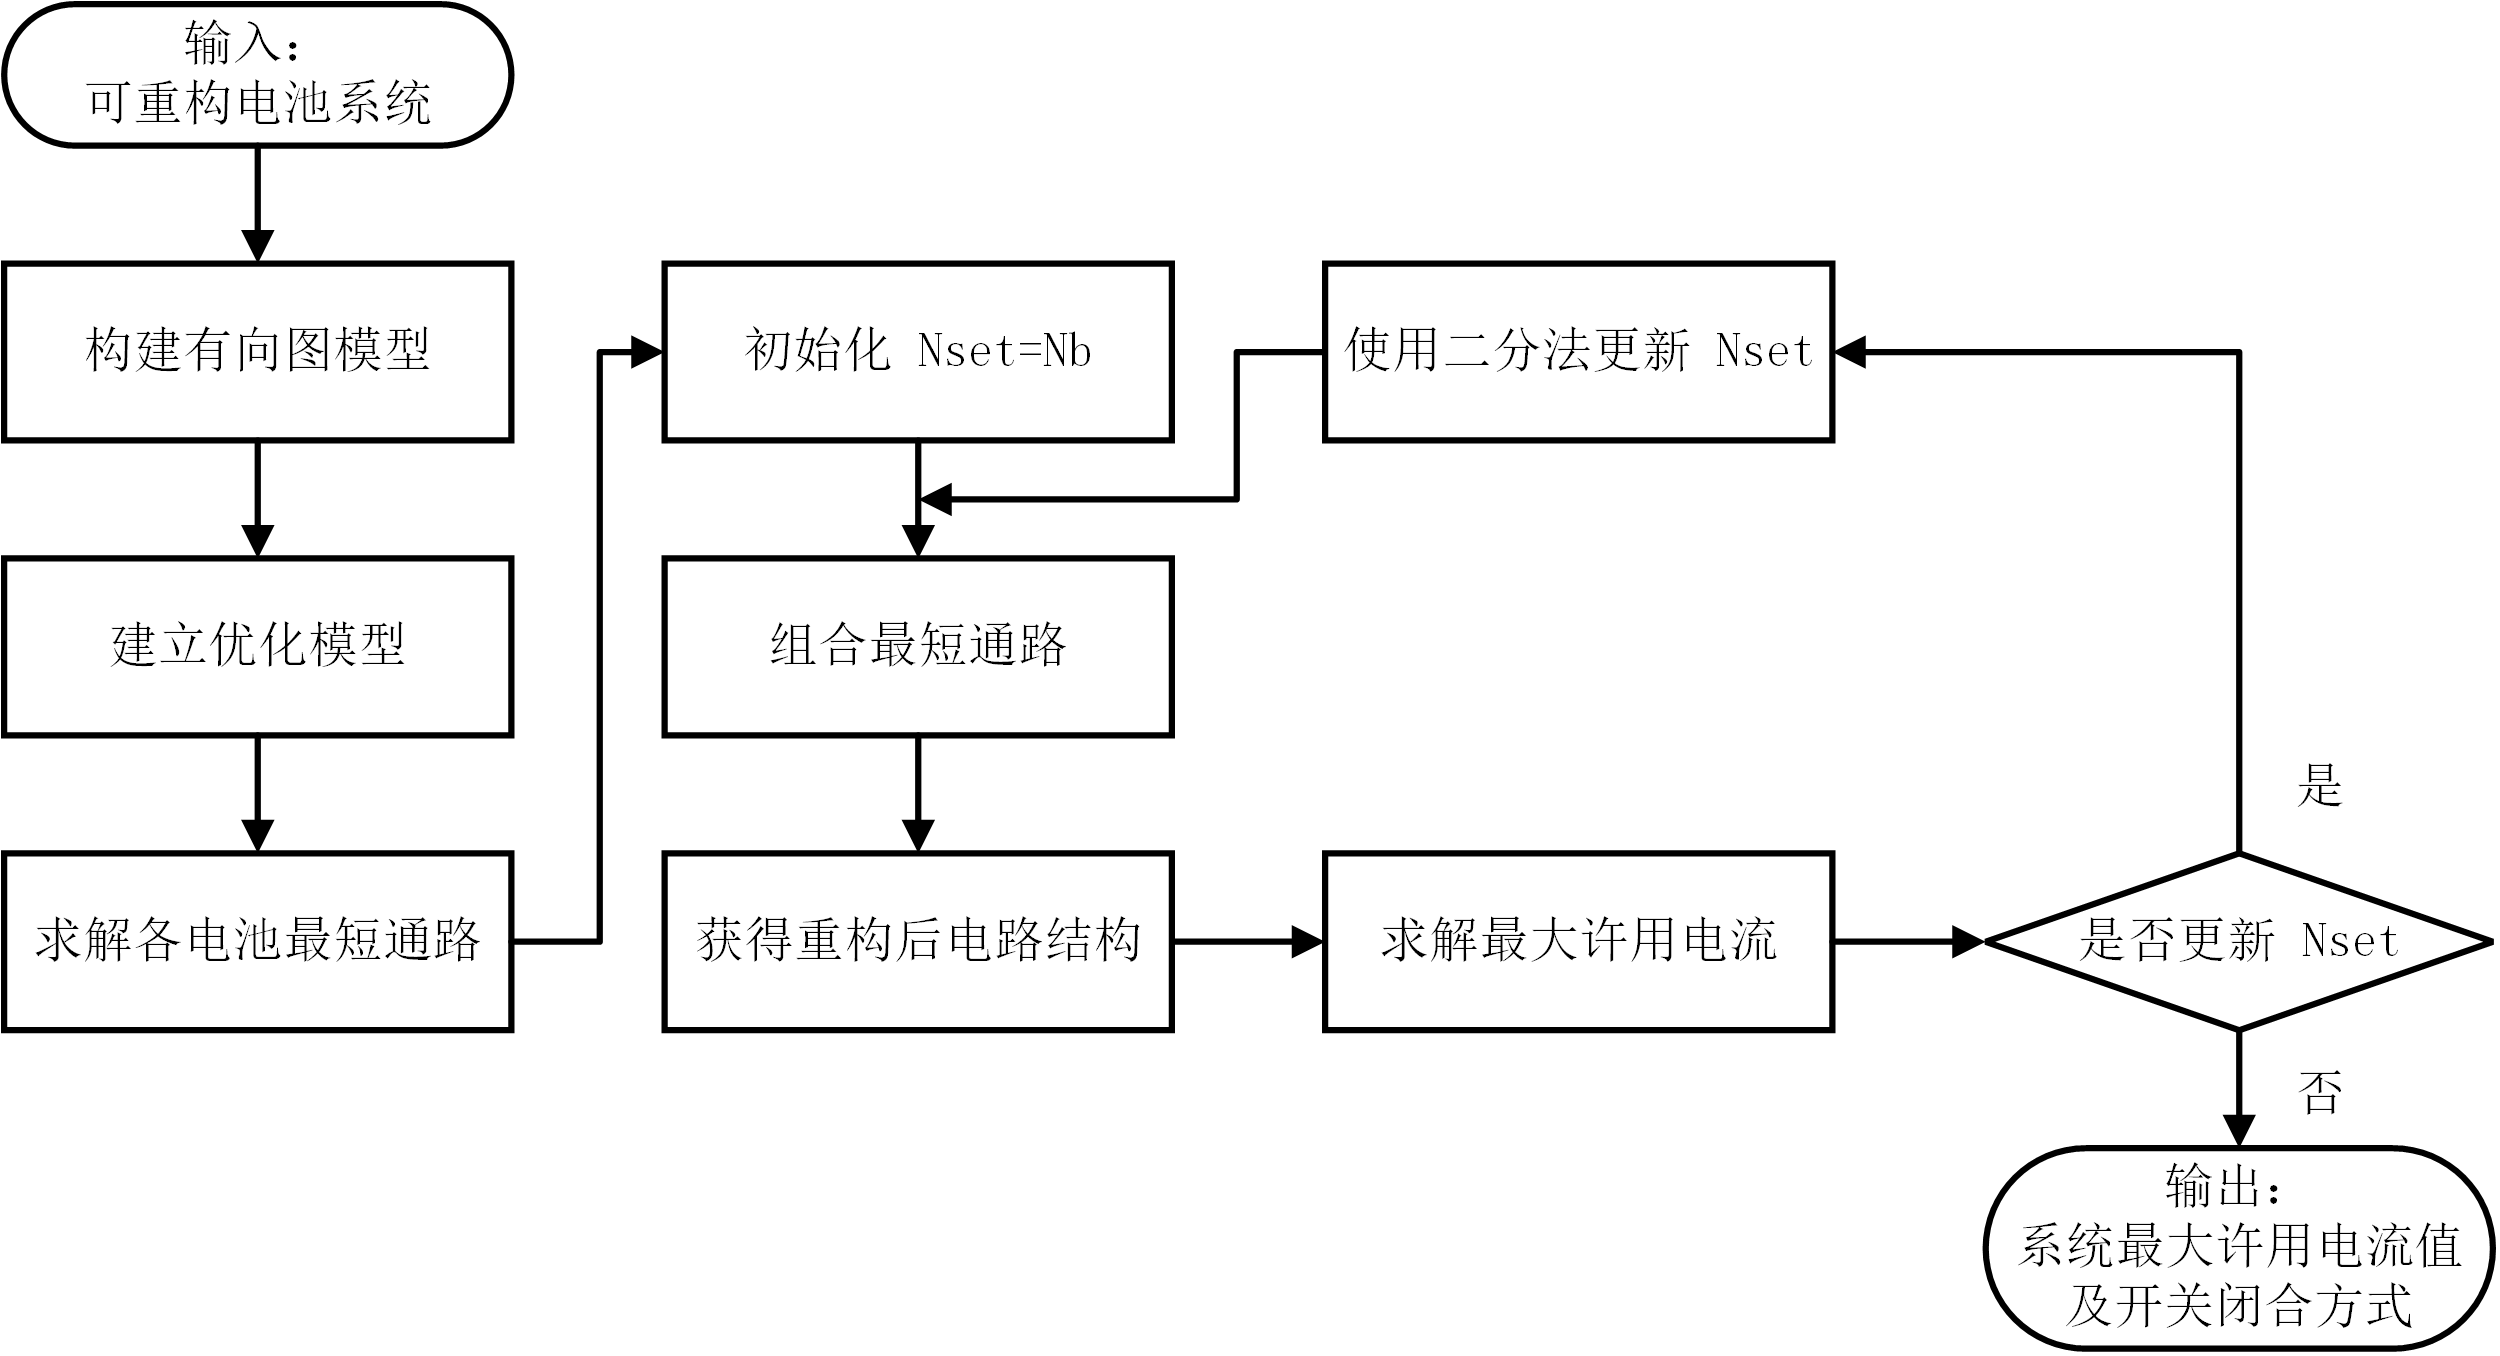 输入：
可重构电池系统
构建有向图模型
建立优化模型
求解各电池最短通路
初始化 Nset=Nb
组合最短通路
获得重构后电路结构
求解最大许用电流
是否更新 Nset
是
使用二分法更新 Nset
否
输出：
系统最大许用电流值
及开关闭合方式